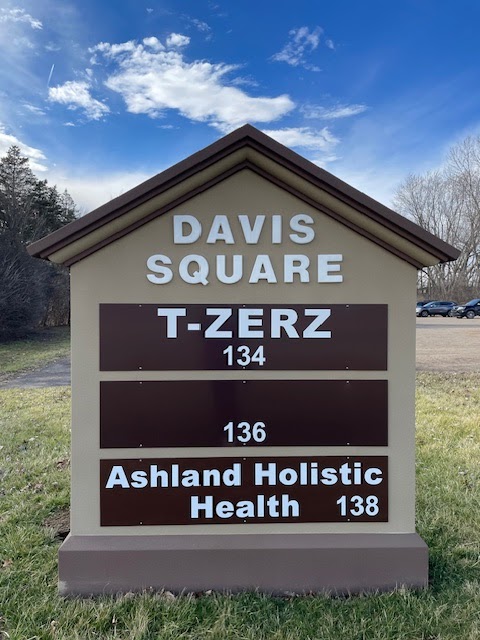 DAVIS
SQUARE
T-ZERZ
134
136
Ashland Holistic
Health 138